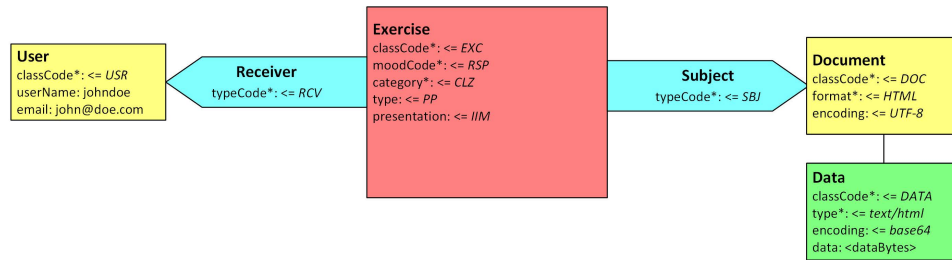 User
classCode*: <= USR
userName: johndoe
email: john@doe.com
Receiver
typeCode*: <= RCV
Exercise
classCode*: <= EXC
moodCode*: <= RSP
category*: <= CLZ
type: <= PP
presentation: <= IIM
Subject
typeCode*: <= SBJ
Document
classCode*: <= DOC
format*: <= HTML
encoding: <= UTF-8
Data
classCode*: <= DATA
type*: <= text/html
encoding: <= base64
data: <dataBytes>